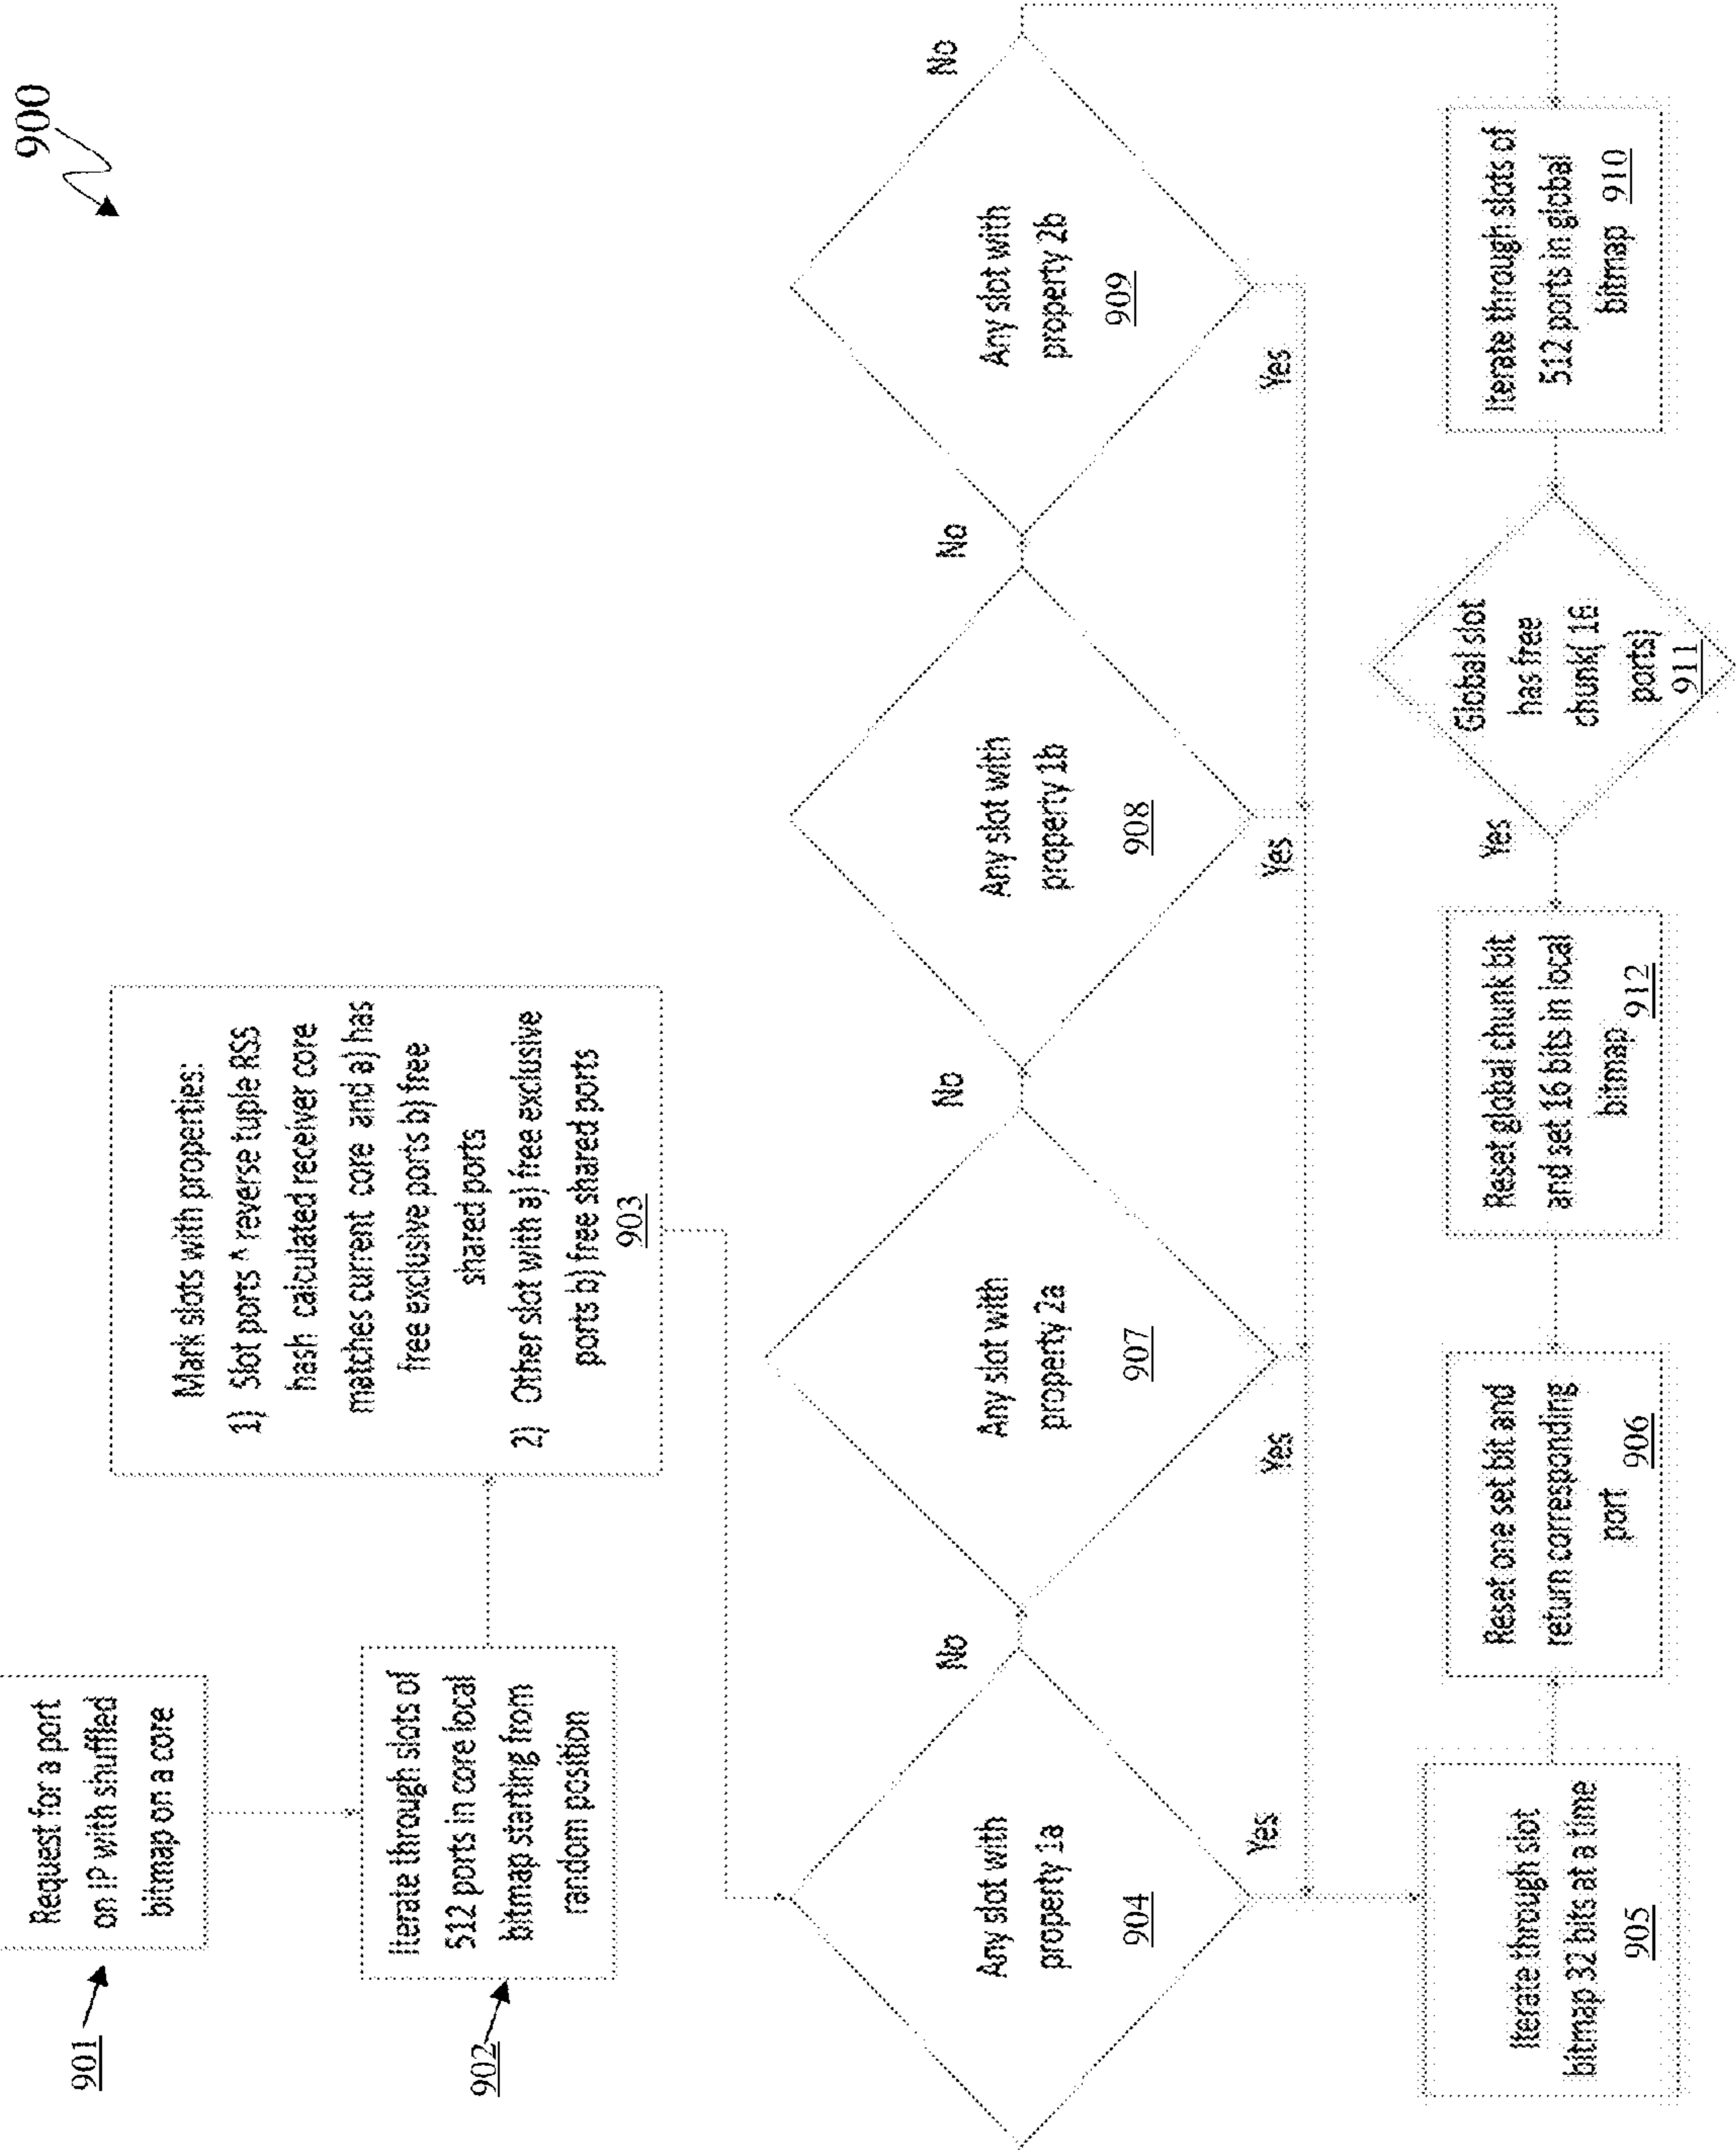 900
Request for a port
on IP with shuffled
bitmap on a core
901
Iterate through slots of
512 ports in core local
bitmap starting from
random position
902
Mark slots with properties:
1) Slot ports ^ reverse tuple RSS
hash calculated receiver core
matches current core and a) has
free exclusive ports b) free
shared ports
2) Other slot with a) free exclusive
ports b) free shared ports
903
Any slot with
property 1a
904
No
Yes
Any slot with
property 2a
907
No
Yes
Any slot with
property 1b
908
No
Yes
Any slot with
property 2b
909
No
Yes
Iterate through slot
bitmap 32 bits at a time
905
Reset one set bit and
return corresponding
port
906
Reset global chunk bit
and set 16 bits in local
bitmap
912
Yes
Global slot
has free
chunk( 16
ports)
911
Iterate through slots of
512 ports in global
bitmap 910